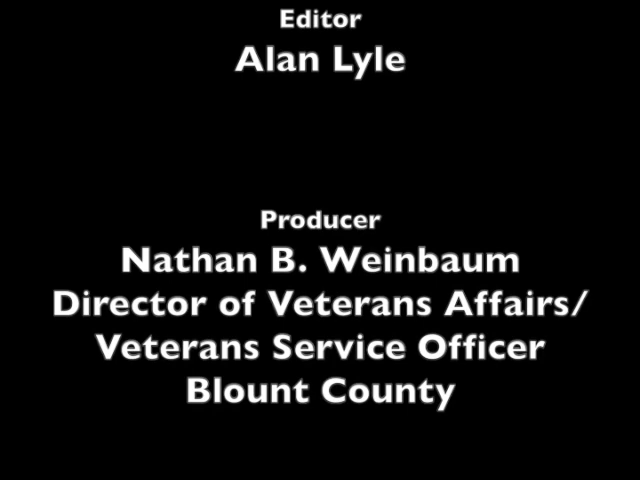 Editor
Alan Lyle
Producer
Nathan B. Weinbaum
Director of Veterans Affairs/
Veterans Service Officer
Blount County